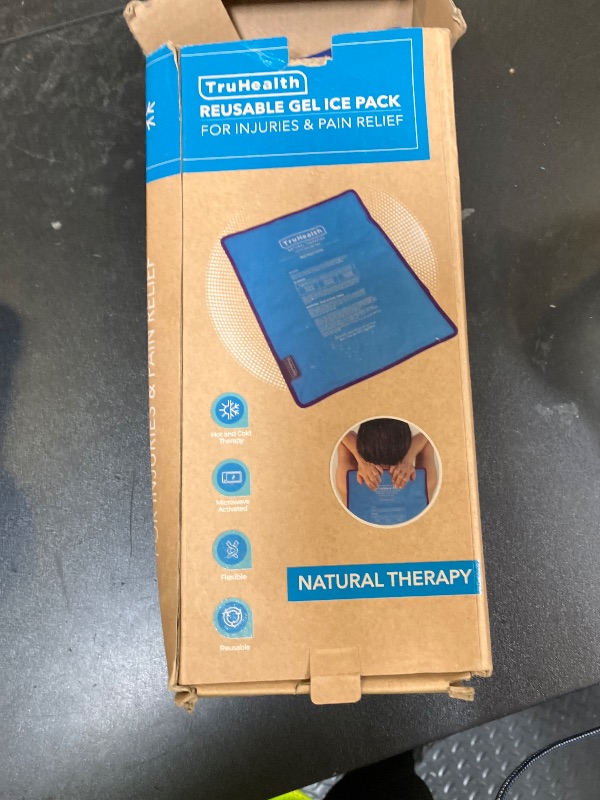 TruHealth
REUSABLE GEL ICE PACK
FOR INJURIES & PAIN RELIEF
TruHealth
Hot and Cold
Therapy
Microwave
Activated
Flexible
Reusable
NATURAL THERAPY
FOR INJURIES & PAIN RELIEF